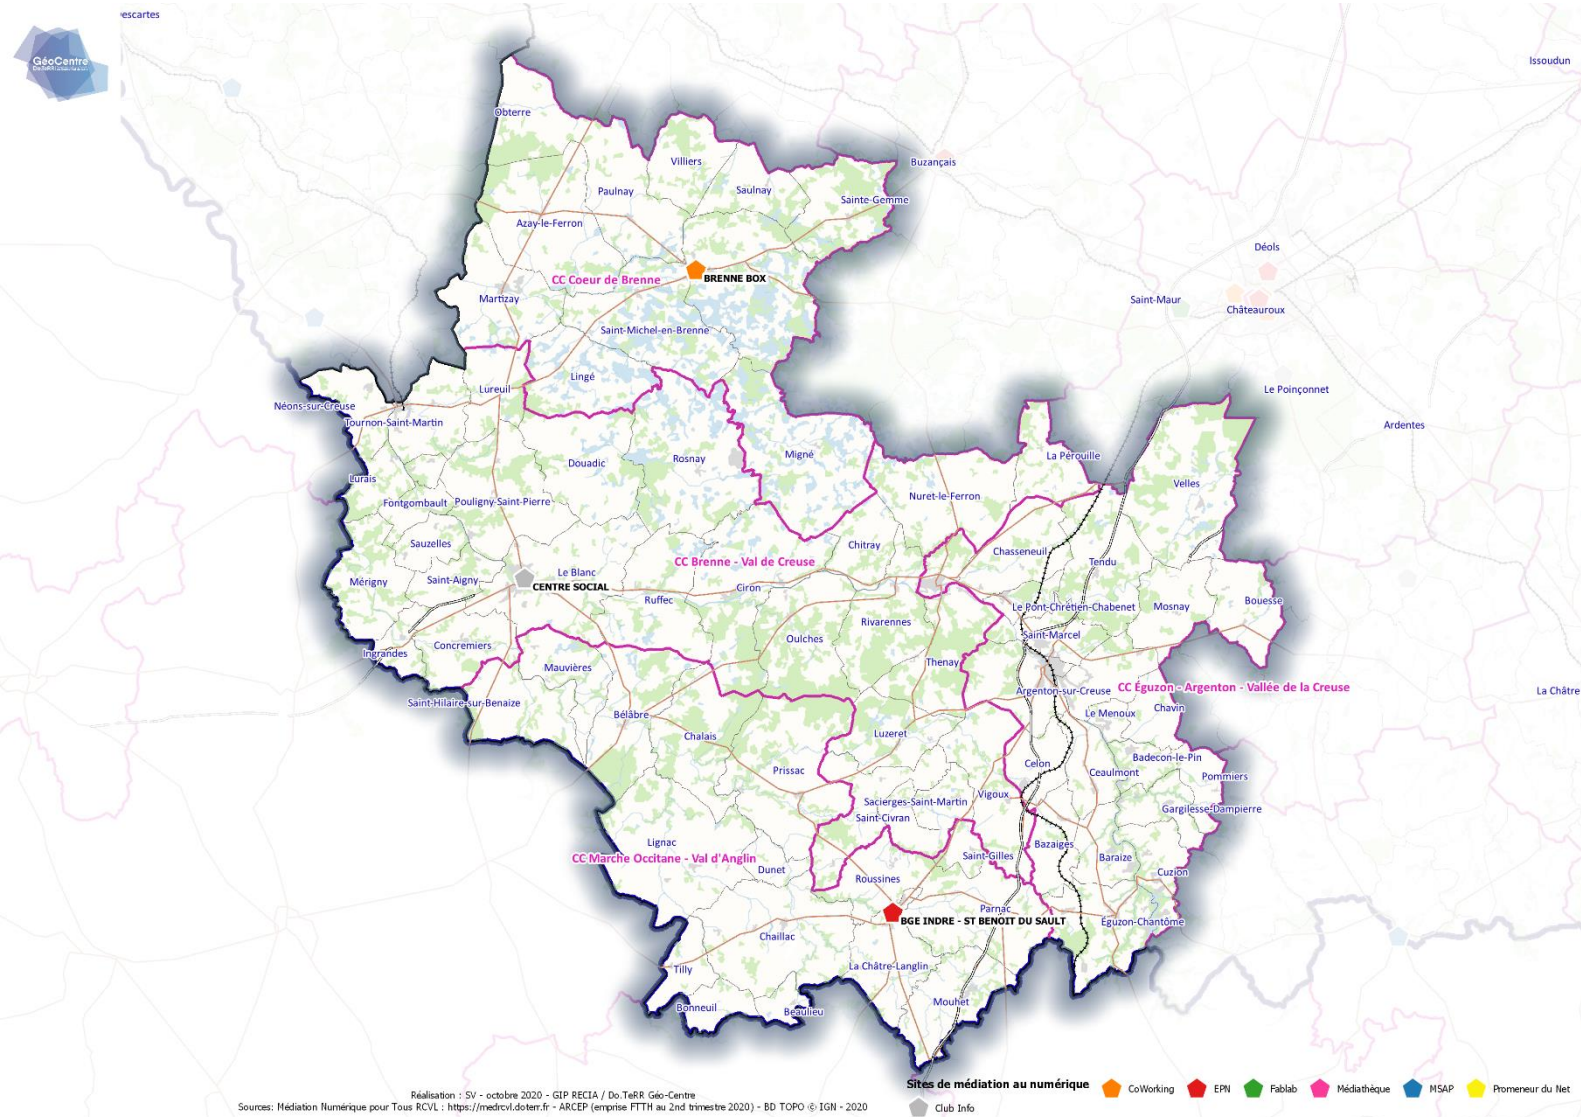 escartes
GéoCentre
Issoudun
Obterre
Villiers
Buzançais
Paulnay
Saulnay
Sainte-Gemme
Azay-le-Ferron
Déols
CC Coeur de Brenne
BRENNE BOX
Martizay
Saint-Maur
Châteauroux
Saint-Michel-en-Brenne
Lingé
Lureuil
Le Poinçonnet
Néons-sur-Creuse
Tournon-Saint-Martin
Ardentes
Migné
La Pérouille
Douadic
Rosnay
Lurais
Velles
Nuret-le-Ferron
Fontgombault
Pouligny-Saint-Pierre
Sauzelles
Chitray
Chasseneuil
CC Brenne - Val de Creuse
Tendu
Le Blanc
Mérigny
Saint-Aigny
CENTRE SOCIAL
Ciron
Ruffec
Bouesse
Le Pont-Chrétien-Chabenet
Mosnay
Rivarennes
Saint-Marcel
Oulches
Concremiers
Ingrandes
Thenay
Mauvières
CC Éguzon - Argenton - Vallée de la Creuse
Argenton-sur-Creuse
La Châtre
Saint-Hilaire-sur-Benaize
Chavin
Le Menoux
Bélâbre
Luzeret
Chalais
Badecon-le-Pin
Celon
Prissac
Ceaulmont
Pommiers
Vigoux
Sacierges-Saint-Martin
Gargilesse-Dampierre
Saint-Civran
Lignac
Bazaiges
Saint-Gilles
Baraize
CC Marche Occitane - Val d'Anglin
Dunet
Cuzion
Roussines
Parnac
BGE INDRE - ST BENOIT DU SAULT
Éguzon-Chantôme
Chaillac
La Châtre-Langlin
Tilly
Mouhet
Bonneuil
Beaulieu
Sites de médiation au numérique
CoWorking
EPN
Fablab
Médiathèque
MSAP
Promeneur du Net
Club Info
Réalisation : SV - octobre 2020 - GIP RECIA / Do.TeRR Géo-Centre
Sources: Médiation Numérique pour Tous RCVL : https://medrcvl.doterr.fr - ARCEP (emprise FTTH au 2nd trimestre 2020) - BD TOPO © IGN - 2020